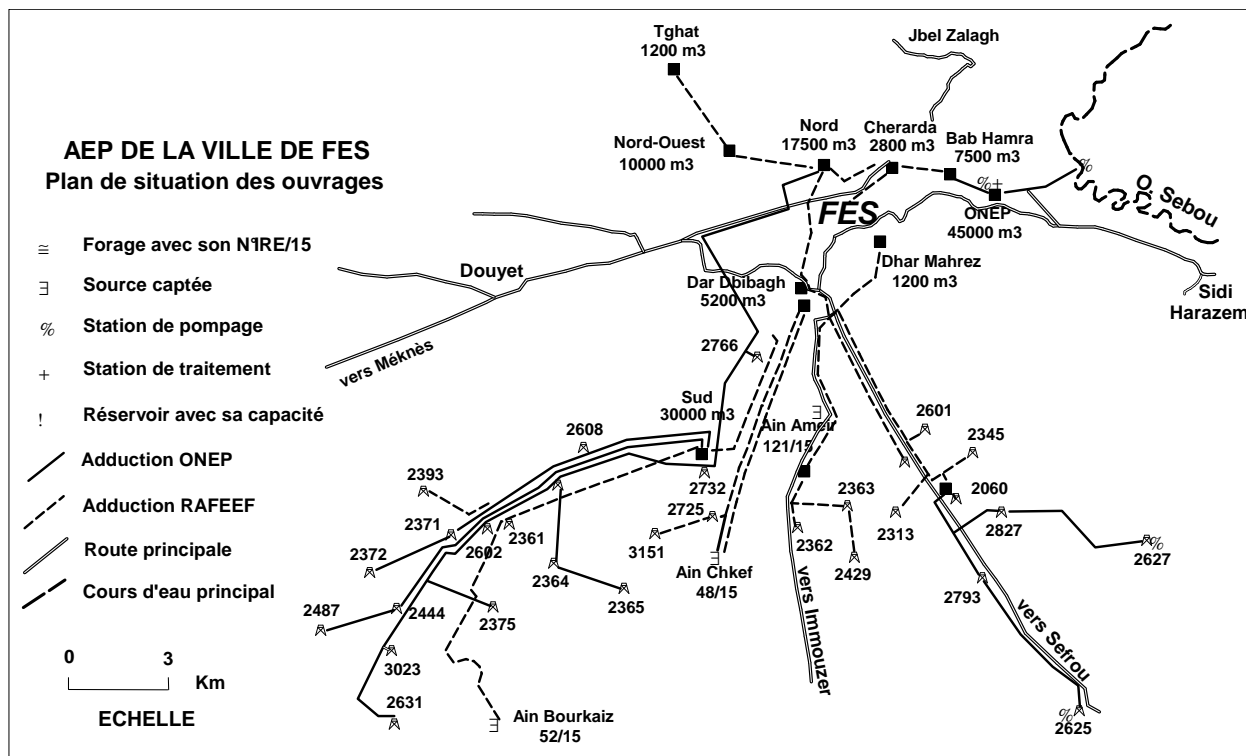 Tghat
1200 m3
Jbel Zalagh
AEP DE LA VILLE DE FES
Plan de situation des ouvrages
Nord-Ouest
10000 m3
Nord
17500 m3
Cherarda
2800 m3
Bab Hamra
7500 m3
%
%+
ONEP
45000 m3
O. Sebou
FES
Dhar Mahrez
1200 m3
Dar Dbibagh
5200 m3
Sidi
Harazem
Douyet
vers Méknès
≅ Forage avec son N°IRE/15
∃ Source captée
% Station de pompage
+ Station de traitement
! Réservoir avec sa capacité
Adduction ONEP
Adduction RAFEEF
Route principale
Cours d'eau principal
0 3
Km
ECHELLE
2766
Sud
30000 m3
2608
2393
2371
2372
2602
2361
2364
2365
2487
2444
2375
3023
2631
Ain Bourkaiz
52/15
∃
2732
2725
3151
Ain Chkef
48/15
∃
Ain Ameir
121/15
∃
2363
2362
2429
vers Immouzer
2601
2345
2313
2060
2827
2627
%
2793
vers Sefrou
2625
%